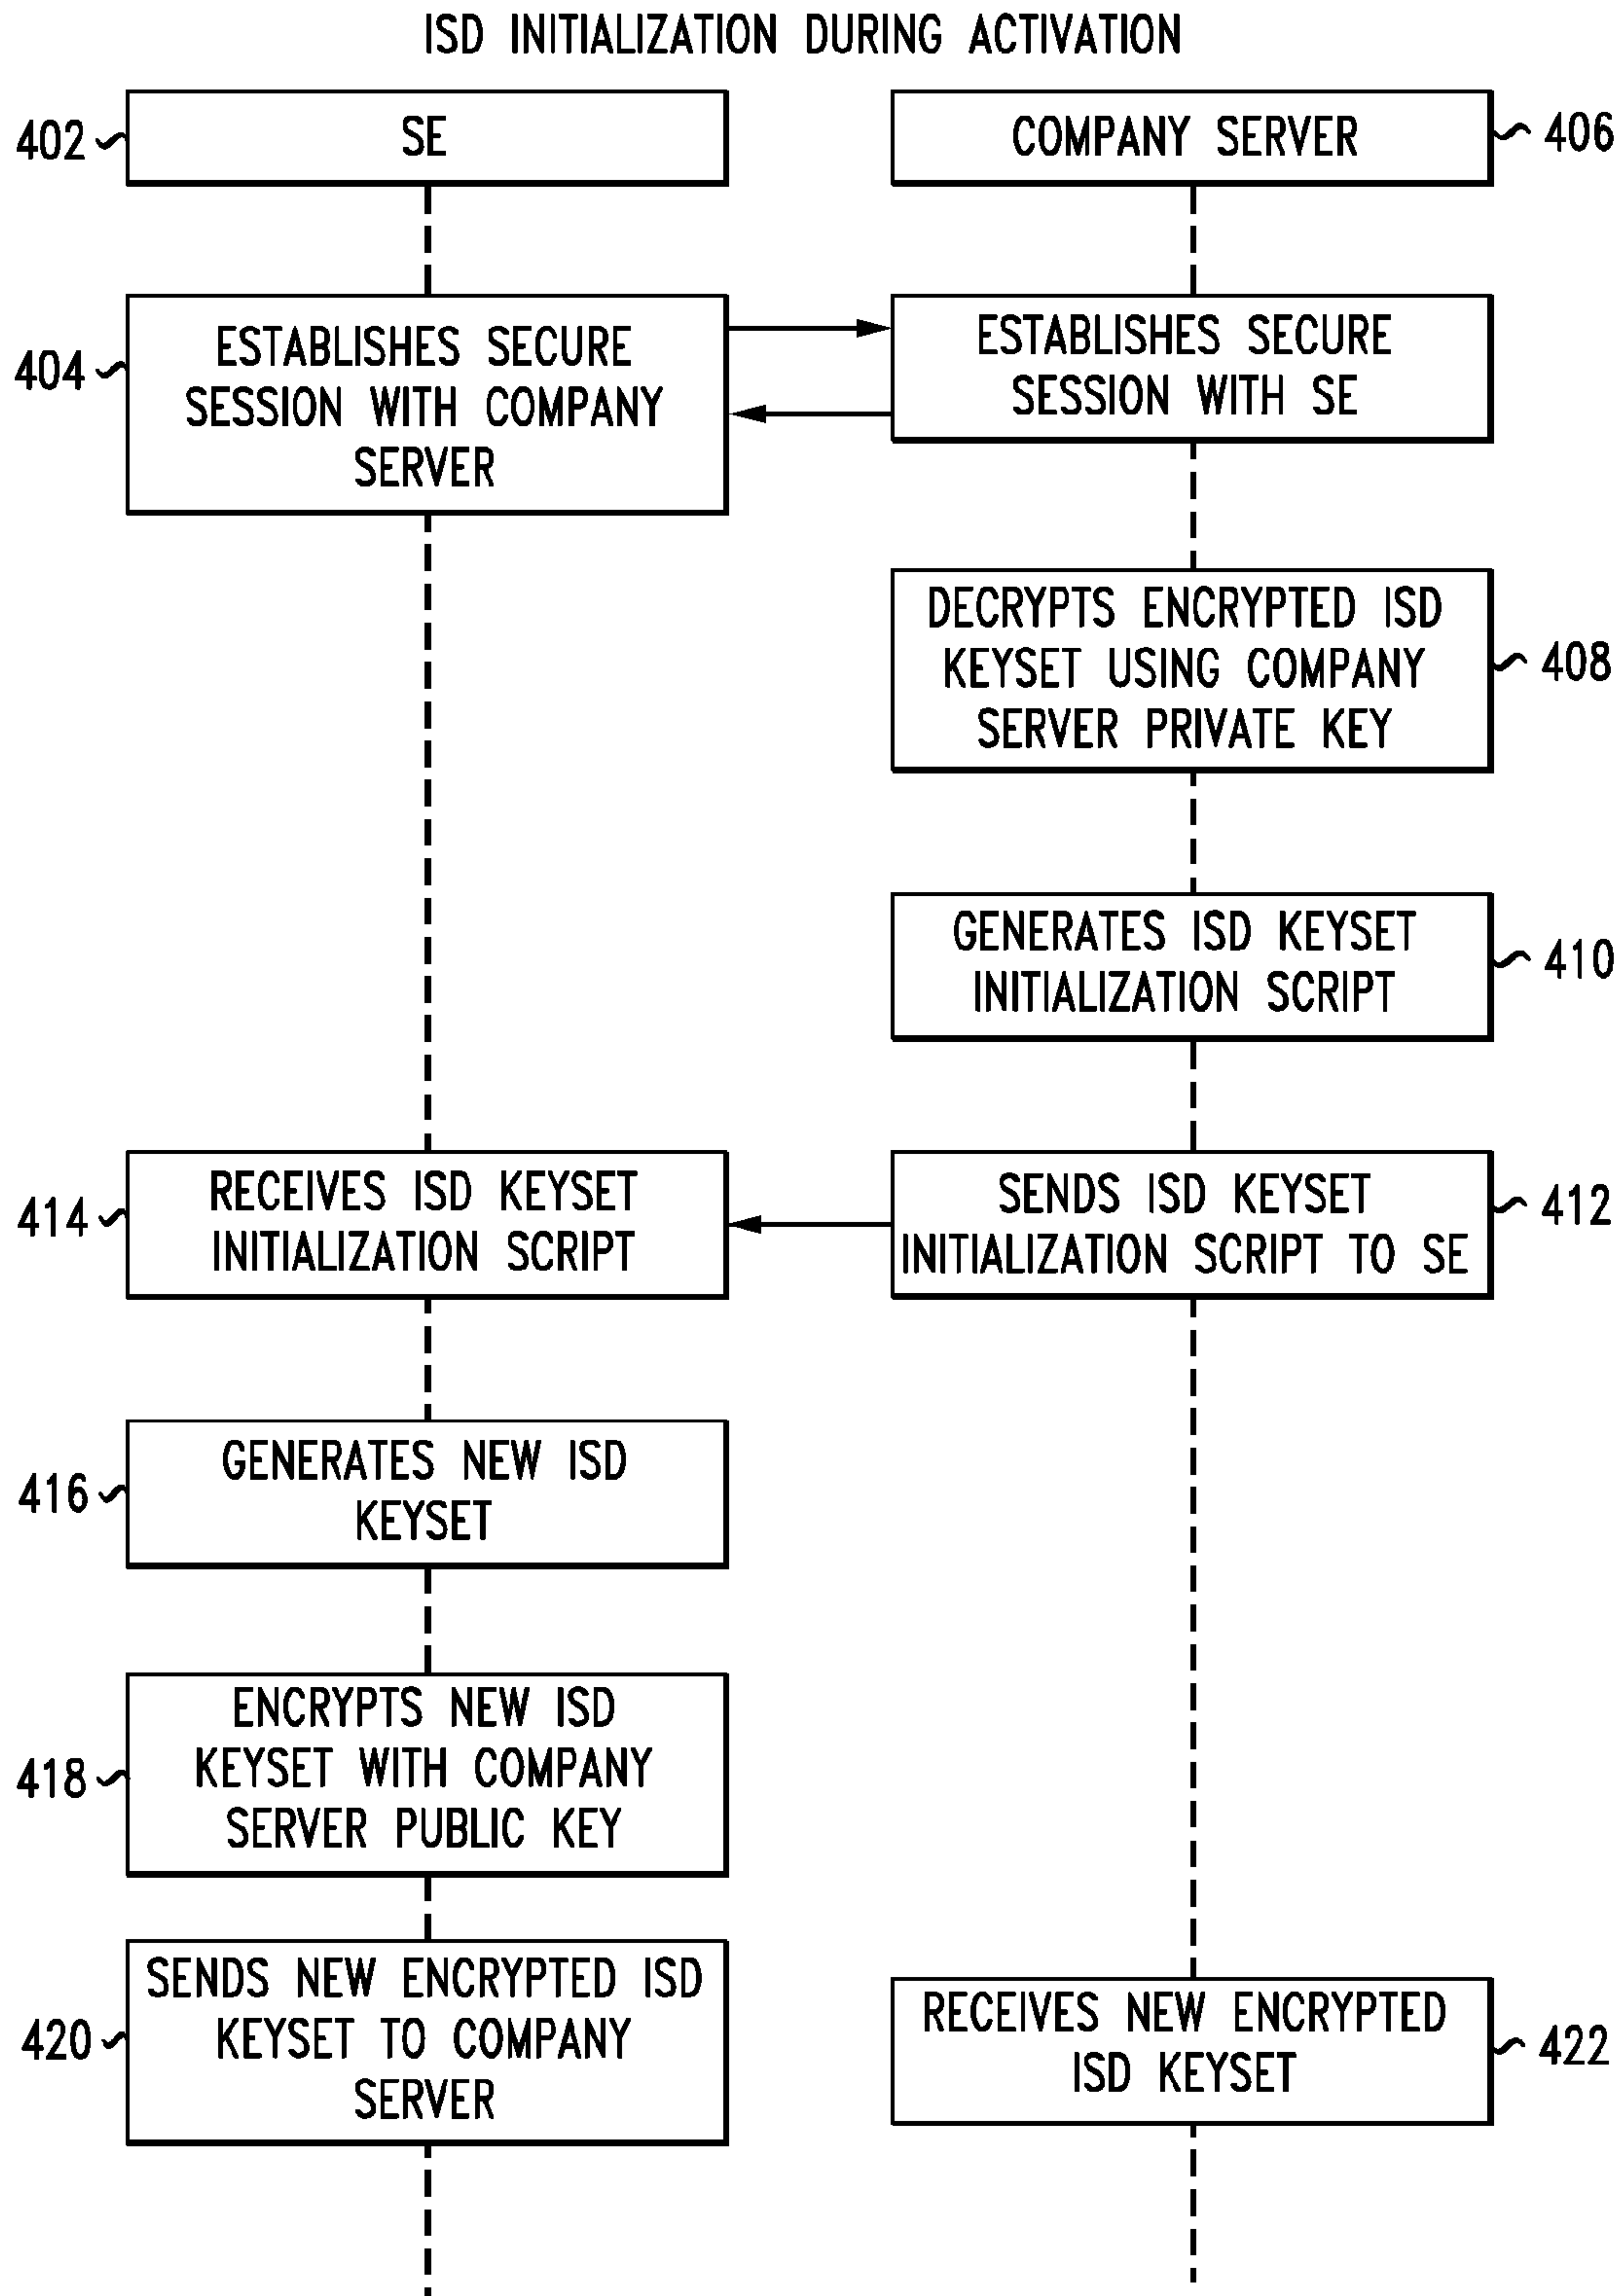 ISD INITIALIZATION DURING ACTIVATION
402
SE
COMPANY SERVER
406
404
ESTABLISHES SECURE
SESSION WITH COMPANY
SERVER
ESTABLISHES SECURE
SESSION WITH SE
DECRYPTS ENCRYPTED ISD
KEYSET USING COMPANY
SERVER PRIVATE KEY
408
GENERATES ISD KEYSET
INITIALIZATION SCRIPT
410
414
RECEIVES ISD KEYSET
INITIALIZATION SCRIPT
SENDS ISD KEYSET
INITIALIZATION SCRIPT TO SE
412
416
GENERATES NEW ISD
KEYSET
418
ENCRYPTS NEW ISD
KEYSET WITH COMPANY
SERVER PUBLIC KEY
420
SENDS NEW ENCRYPTED ISD
KEYSET TO COMPANY
SERVER
RECEIVES NEW ENCRYPTED
ISD KEYSET
422